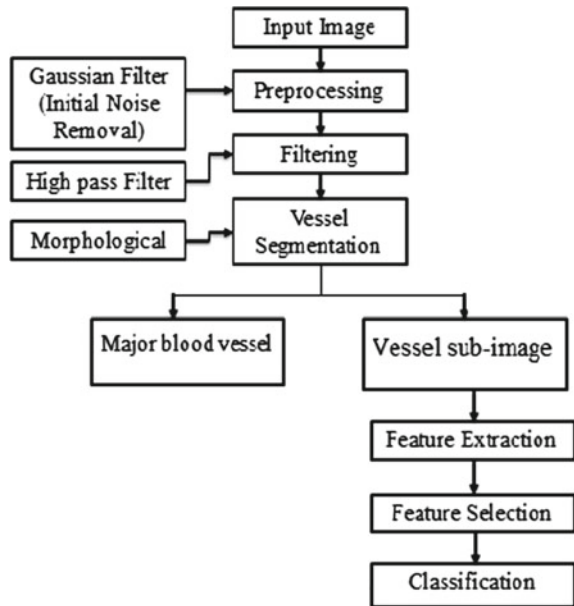 Input Image
Gaussian Filter
(Initial Noise
Removal)
Preprocessing
Filtering
High pass Filter
Vessel
Segmentation
Morphological
Major blood vessel
Vessel sub-image
Feature Extraction
Feature Selection
Classification